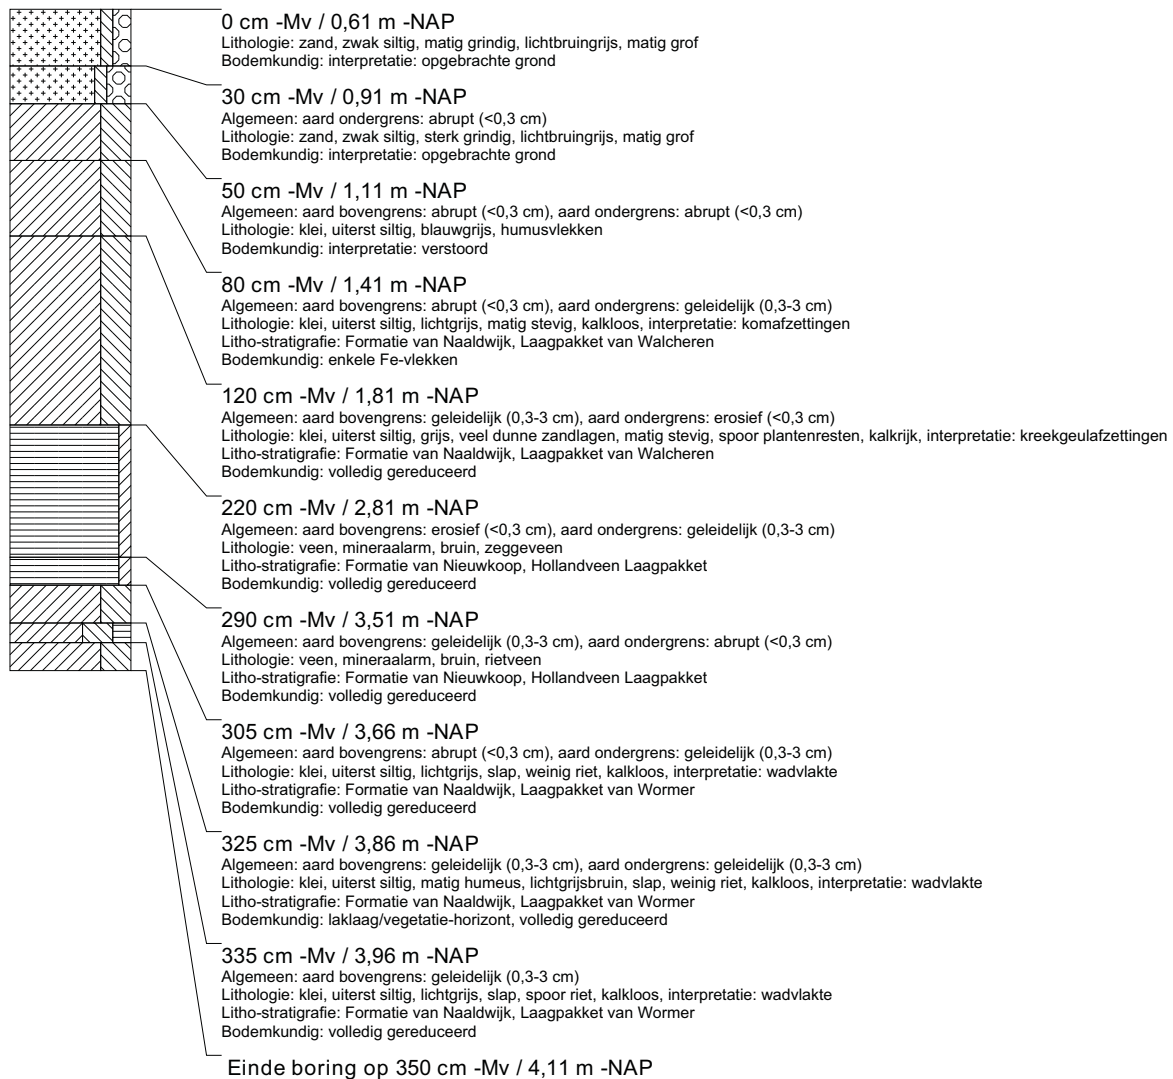 0 cm -Mv / 0,61 m -NAP
Lithologie: zand, zwak siltig, matig grindig, lichtbruingrijs, matig grof
Bodemkundig: interpretatie: opgebrachte grond
30 cm -Mv / 0,91 m -NAP
Algemeen: aard ondergrens: abrupt (<0,3 cm)
Lithologie: zand, zwak siltig, sterk grindig, lichtbruingrijs, matig grof
Bodemkundig: interpretatie: opgebrachte grond
50 cm -Mv / 1,11 m -NAP
Algemeen: aard bovengrens: abrupt (<0,3 cm), aard ondergrens: abrupt (<0,3 cm)
Lithologie: klei, uiterst siltig, blauwgrijs, humusvlekken
Bodemkundig: interpretatie: verstoord
80 cm -Mv / 1,41 m -NAP
Algemeen: aard bovengrens: abrupt (<0,3 cm), aard ondergrens: geleidelijk (0,3-3 cm)
Lithologie: klei, uiterst siltig, lichtgrijs, matig stevig, kalkloos, interpretatie: komafzettingen
Litho-stratigrafie: Formatie van Naaldwijk, Laagpakket van Walcheren
Bodemkundig: enkele Fe-vlekken
120 cm -Mv / 1,81 m -NAP
Algemeen: aard bovengrens: geleidelijk (0,3-3 cm), aard ondergrens: erosief (<0,3 cm)
Lithologie: klei, uiterst siltig, grijs, veel dunne zandlagen, matig stevig, spoor plantenresten, kalkrijk, interpretatie: kreekgeulafzettingen
Litho-stratigrafie: Formatie van Naaldwijk, Laagpakket van Walcheren
Bodemkundig: volledig gereduceerd
220 cm -Mv / 2,81 m -NAP
Algemeen: aard bovengrens: erosief (<0,3 cm), aard ondergrens: geleidelijk (0,3-3 cm)
Lithologie: veen, mineraalarm, bruin, zeggeveen
Litho-stratigrafie: Formatie van Nieuwkoop, Hollandveen Laagpakket
Bodemkundig: volledig gereduceerd
290 cm -Mv / 3,51 m -NAP
Algemeen: aard bovengrens: geleidelijk (0,3-3 cm), aard ondergrens: abrupt (<0,3 cm)
Lithologie: veen, mineraalarm, bruin, rietveen
Litho-stratigrafie: Formatie van Nieuwkoop, Hollandveen Laagpakket
Bodemkundig: volledig gereduceerd
305 cm -Mv / 3,66 m -NAP
Algemeen: aard bovengrens: abrupt (<0,3 cm), aard ondergrens: geleidelijk (0,3-3 cm)
Lithologie: klei, uiterst siltig, lichtgrijs, slap, weinig riet, kalkloos, interpretatie: wadvlakte
Litho-stratigrafie: Formatie van Naaldwijk, Laagpakket van Wormer
Bodemkundig: volledig gereduceerd
325 cm -Mv / 3,86 m -NAP
Algemeen: aard bovengrens: geleidelijk (0,3-3 cm), aard ondergrens: geleidelijk (0,3-3 cm)
Lithologie: klei, uiterst siltig, matig humeus, lichtgrijsbruin, slap, weinig riet, kalkloos, interpretatie: wadvlakte
Litho-stratigrafie: Formatie van Naaldwijk, Laagpakket van Wormer
Bodemkundig: laklaag/vegetatie-horizont, volledig gereduceerd
335 cm -Mv / 3,96 m -NAP
Algemeen: aard bovengrens: geleidelijk (0,3-3 cm)
Lithologie: klei, uiterst siltig, lichtgrijs, slap, spoor riet, kalkloos, interpretatie: wadvlakte
Litho-stratigrafie: Formatie van Naaldwijk, Laagpakket van Wormer
Bodemkundig: volledig gereduceerd
Einde boring op 350 cm -Mv / 4,11 m -NAP